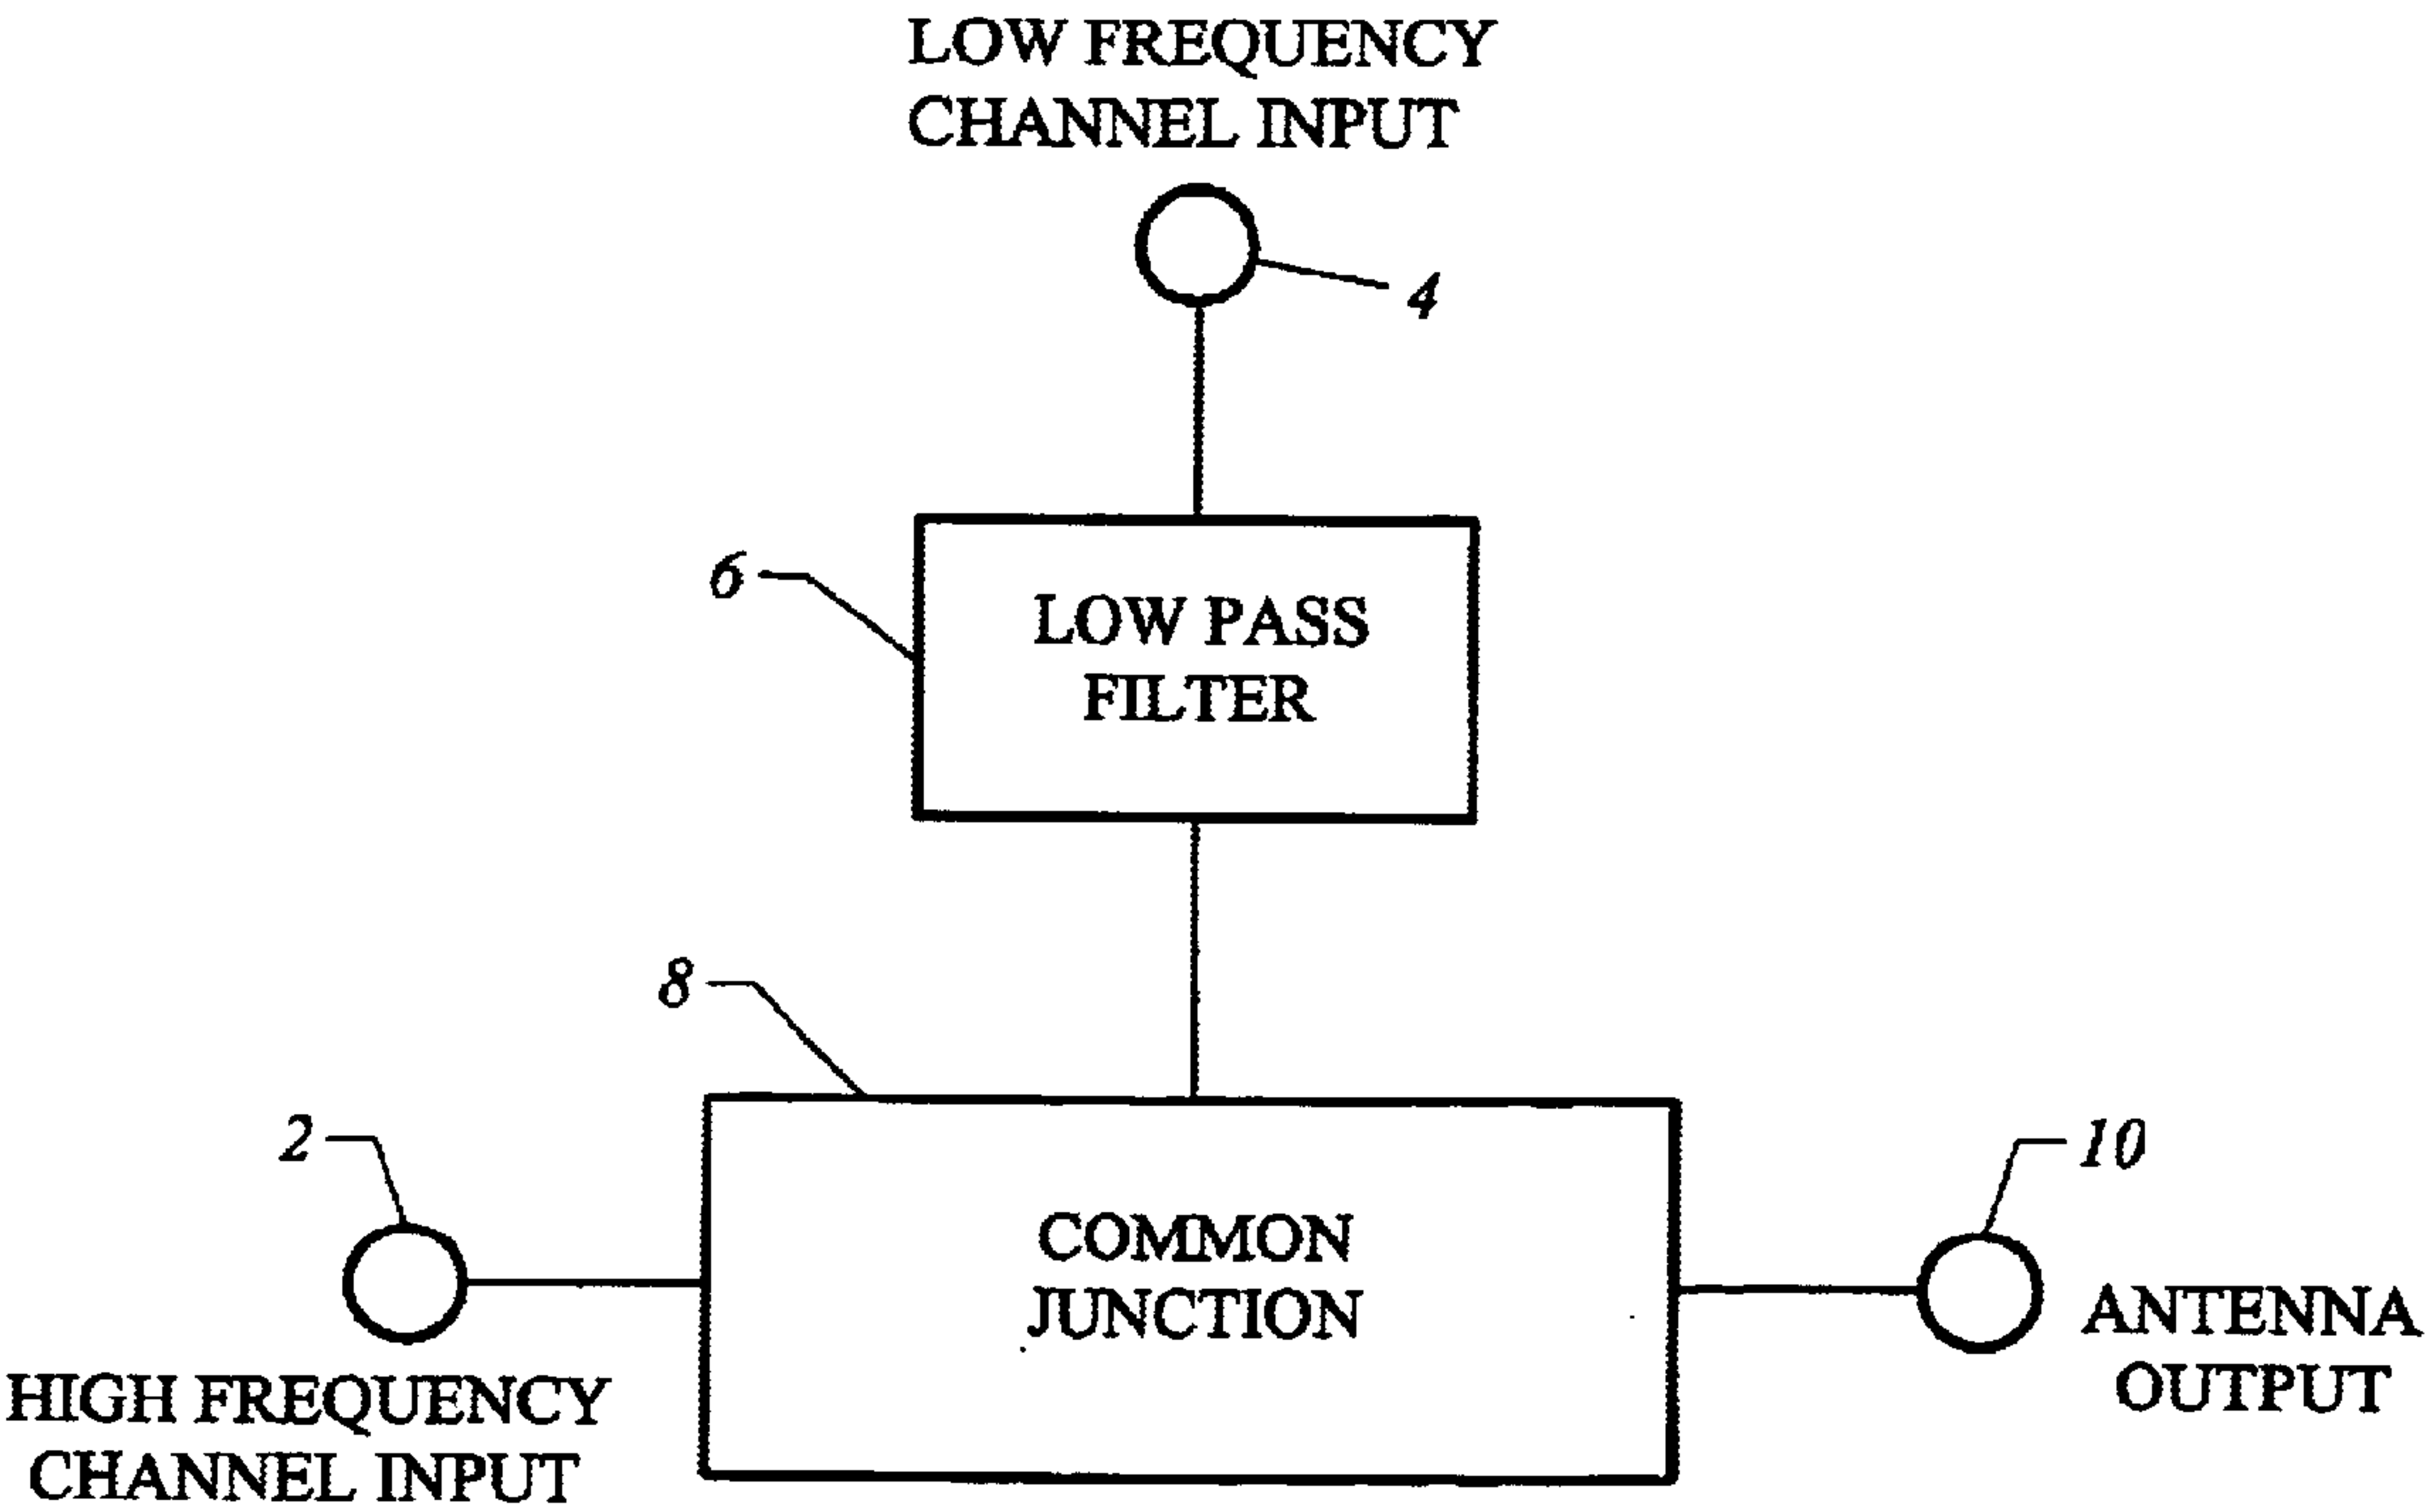 LOW FREQUENCY
CHANNEL INPUT
4
6
LOW PASS
FILTER
8
2
10
COMMON
JUNCTION
ANTENNA
OUTPUT
HIGH FREQUENCY
CHANNEL INPUT